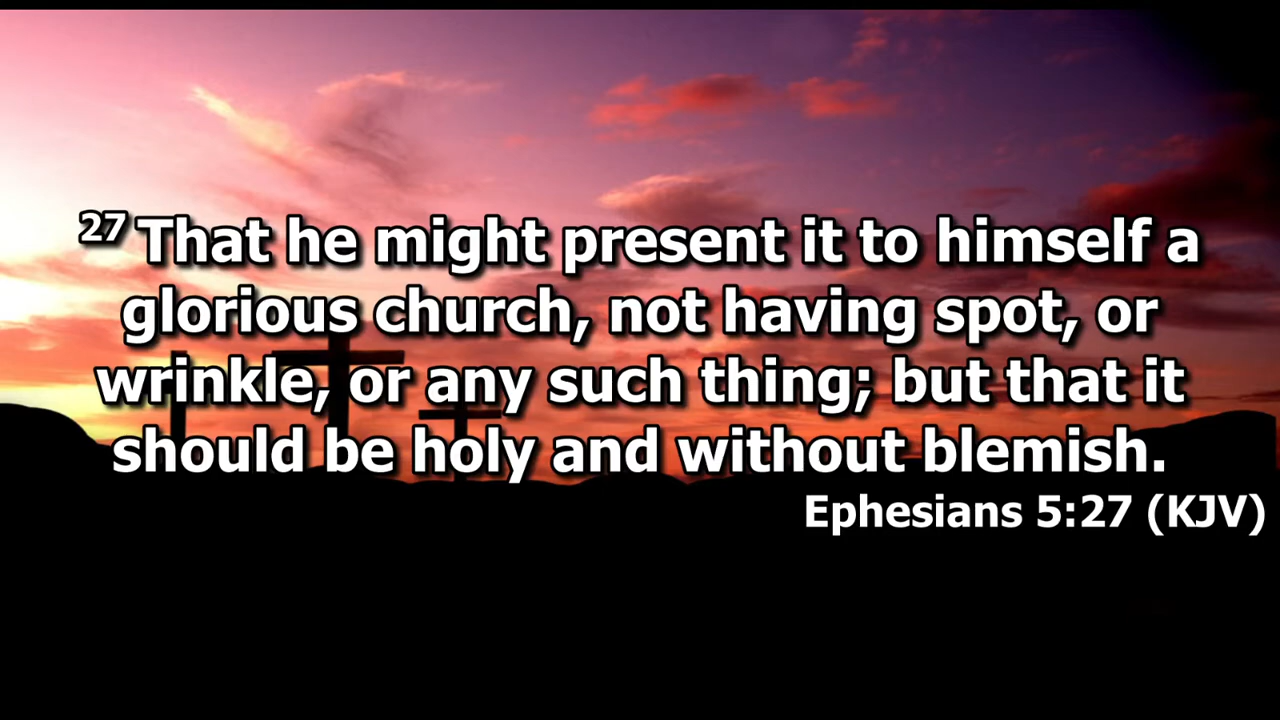 27 That he might present it to himself a
glorious church, not having spot, or
wrinkle, or any such thing; but that it
should be holy and without blemish.
Ephesians 5:27 (KJV)